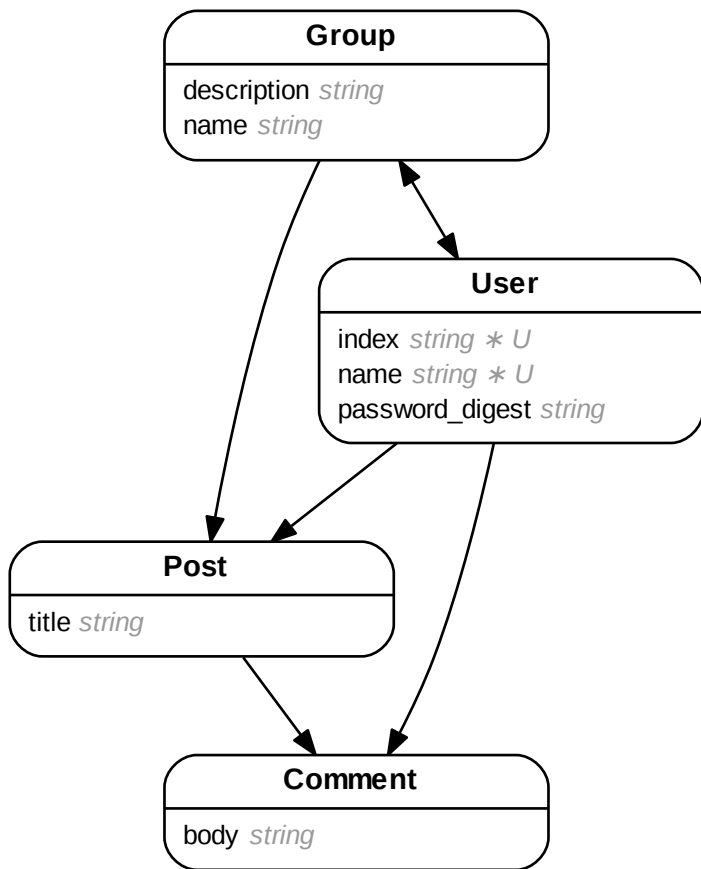 Group
description string
name string
User
index string ∗ U
name string ∗ U
password_digest string
Post
title string
Comment
body string